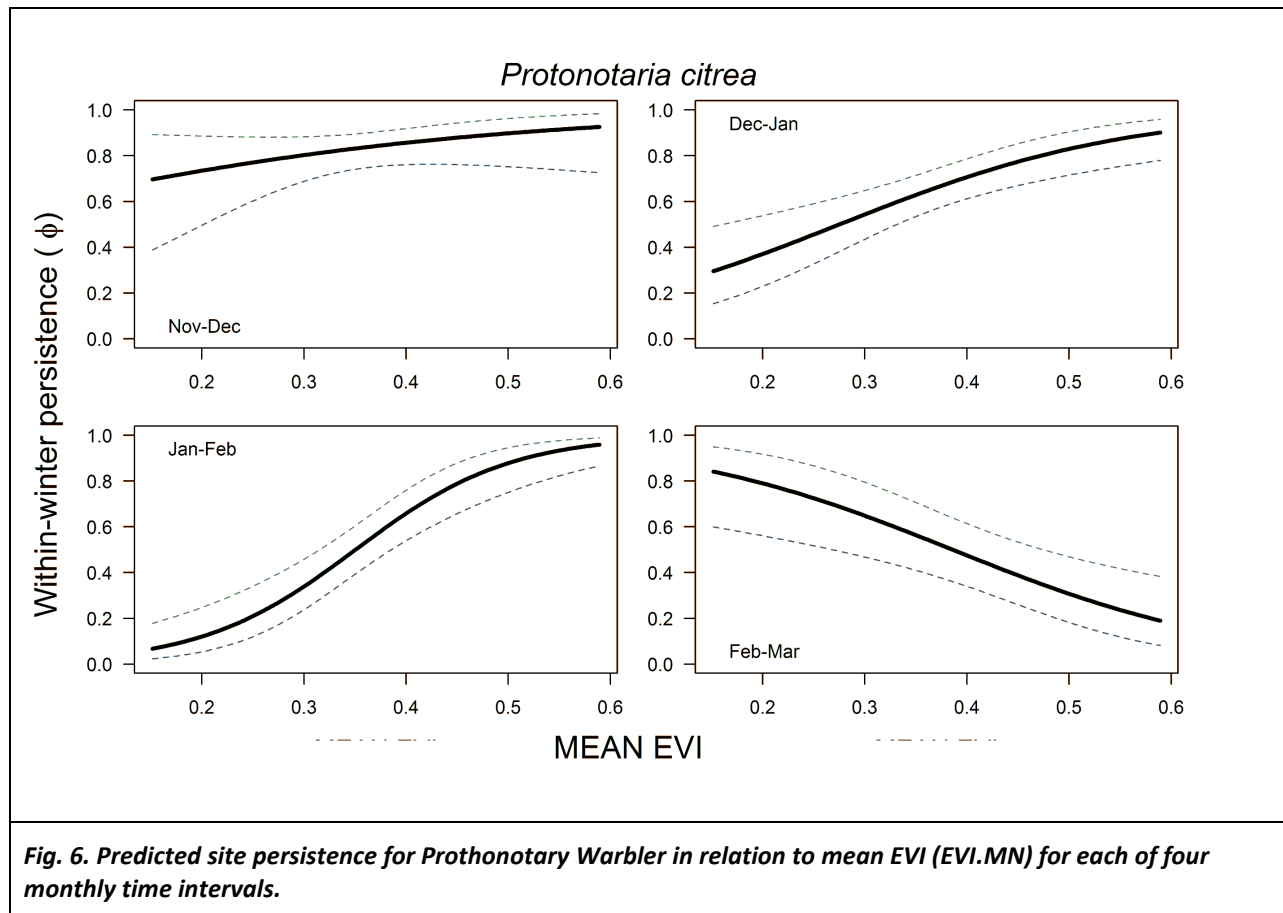 Protonotaria citrea
Within-winter persistence ( ϕ)
1.0
0.8
0.6
0.4
0.2
0.0
Nov-Dec
0.2 0.3 0.4 0.5 0.6
1.0
0.8
0.6
0.4
0.2
0.0
Dec-Jan
0.2 0.3 0.4 0.5 0.6
1.0
0.8
0.6
0.4
0.2
0.0
Jan-Feb
0.2 0.3 0.4 0.5 0.6
1.0
0.8
0.6
0.4
0.2
0.0
Feb-Mar
0.2 0.3 0.4 0.5 0.6
MEAN EVI
Fig. 6. Predicted site persistence for Prothonotary Warbler in relation to mean EVI (EVI.MN) for each of four
monthly time intervals.